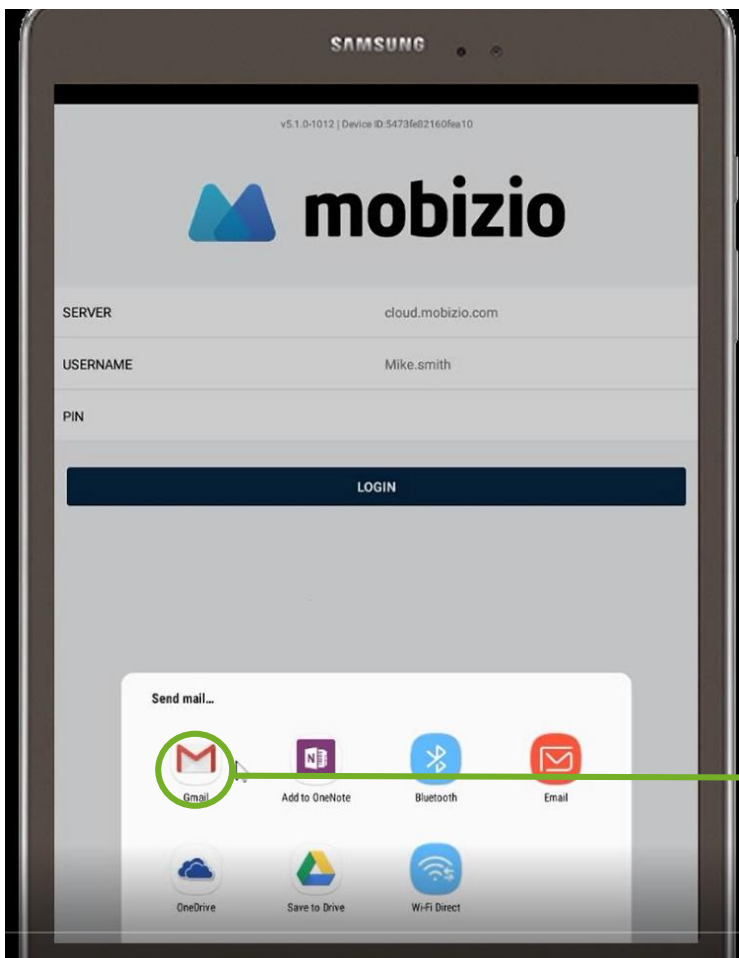 SAMSUNG
v5.1.0-1012 | Device ID:5473fe82160fea10
mobizio
SERVER cloud.mobizio.com
USERNAME Mike.smith
PIN
LOGIN
Send mail...
Gmail Add to OneNote Bluetooth Email
OneDrive Save to Drive Wi-Fi Direct